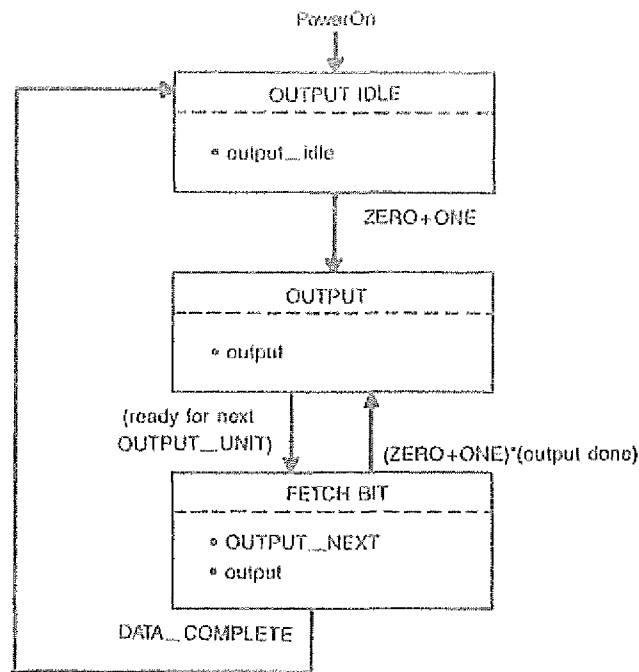 PowerOn
OUTPUT IDLE
• output_idle
ZERO+ONE
OUTPUT
• output
(ready for next
OUTPUT_UNIT)
(ZERO+ONE)*(output done)
FETCH BIT
• OUTPUT_NEXT
• output
DATA_COMPLETE